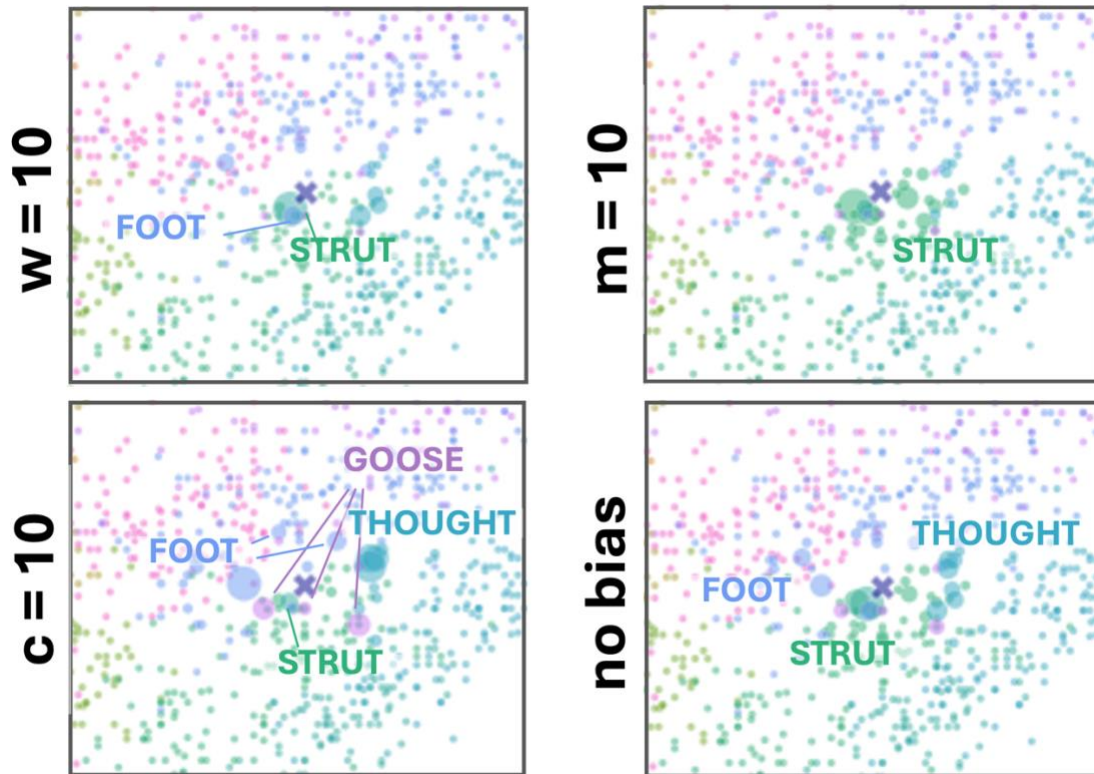 w = 10
FOOT
STRUT
m = 10
STRUT
c = 10
GOOSE
THOUGHT
FOOT
STRUT
no bias
THOUGHT
FOOT
STRUT